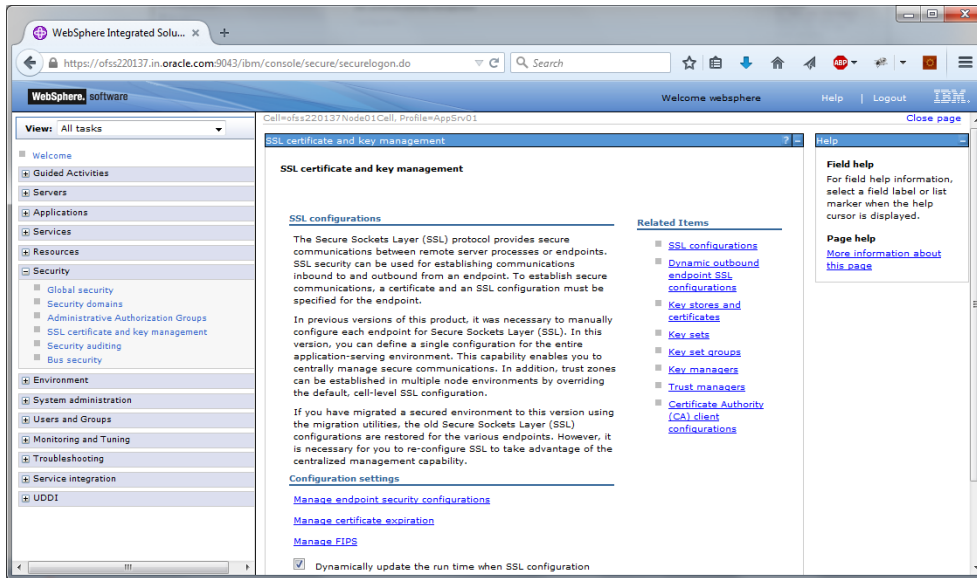 WebSphere Integrated Solu...
https://ofss220137.in.oracle.com:9043/ibm/console/secure/securelogon.do
Search
ABP
WebSphere. software
Welcome websphere
Help | Logout
IBM.
View: All tasks
Welcome
Guided Activities
Servers
Applications
Services
Resources
Security
Global security
Security domains
Administrative Authorization Groups
SSL certificate and key management
Security auditing
Bus security
Environment
System administration
Users and Groups
Monitoring and Tuning
Troubleshooting
Service integration
UDDI
Cell=ofss220137Node01Cell, Profile=AppSrv01
Close page
SSL certificate and key management
? -
SSL certificate and key management
SSL configurations
The Secure Sockets Layer (SSL) protocol provides secure
communications between remote server processes or endpoints.
SSL security can be used for establishing communications
inbound to and outbound from an endpoint. To establish secure
communications, a certificate and an SSL configuration must be
specified for the endpoint.
In previous versions of this product, it was necessary to manually
configure each endpoint for Secure Sockets Layer (SSL). In this
version, you can define a single configuration for the entire
application-serving environment. This capability enables you to
centrally manage secure communications. In addition, trust zones
can be established in multiple node environments by overriding
the default, cell-level SSL configuration.
If you have migrated a secured environment to this version using
the migration utilities, the old Secure Sockets Layer (SSL)
configurations are restored for the various endpoints. However, it
is necessary for you to re-configure SSL to take advantage of the
centralized management capability.
Configuration settings
Manage endpoint security configurations
Manage certificate expiration
Manage FIPS
Dynamically update the run time when SSL configuration
Related Items
SSL configurations
Dynamic outbound
endpoint SSL
configurations
Key stores and
certificates
Key sets
Key set groups
Key managers
Trust managers
Certificate Authority
(CA) client
configurations
Help
Field help
For field help information,
select a field label or list
marker when the help
cursor is displayed.
Page help
More information about
this page